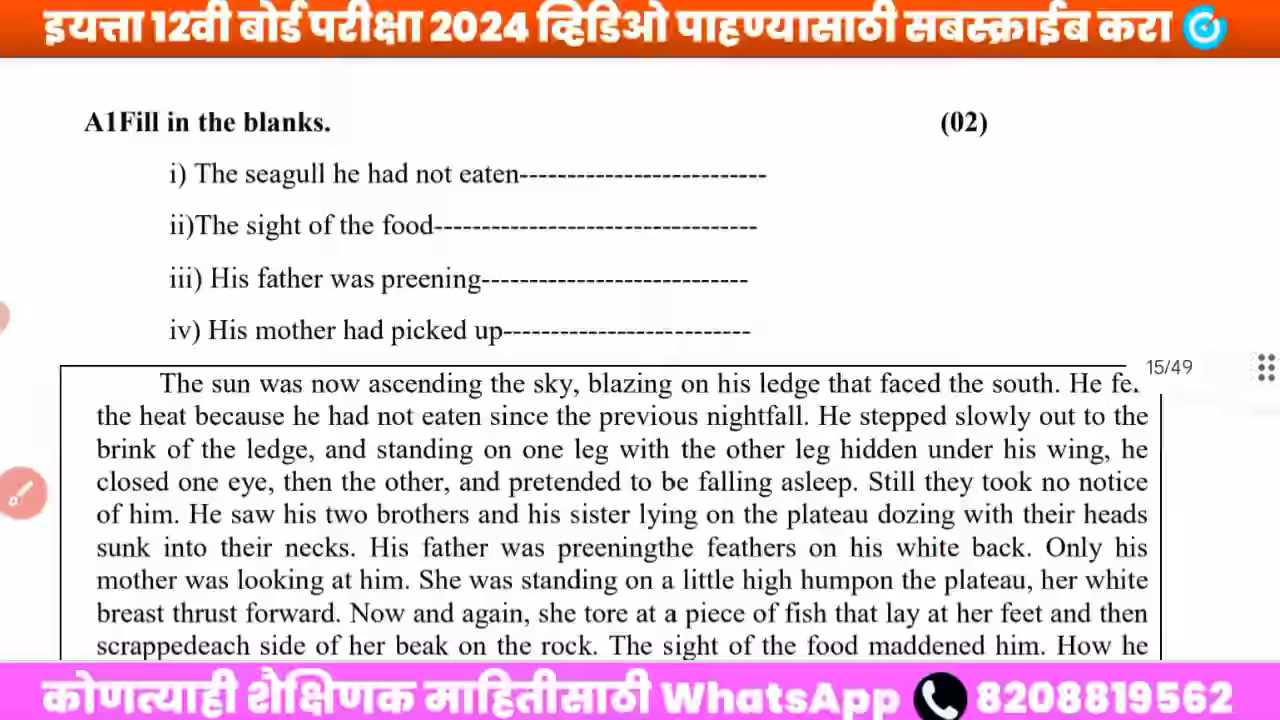 इयत्ता 12वी बोर्ड परीक्षा 2024 व्हिडिओ पाहण्यासाठी सबस्क्राईब करा
A1Fill in the blanks. (02)
i) The seagull he had not eaten--------------------------
ii)The sight of the food----------------------------------
iii) His father was preening----------------------------
iv) His mother had picked up--------------------------
15/49
The sun was now ascending the sky, blazing on his ledge that faced the south. He
the heat because he had not eaten since the previous nightfall. He stepped slowly out to the
brink of the ledge, and standing on one leg with the other leg hidden under his wing, he
closed one eye, then the other, and pretended to be falling asleep. Still they took no notice
of him. He saw his two brothers and his sister lying on the plateau dozing with their heads
sunk into their necks. His father was preeningthe feathers on his white back. Only his
mother was looking at him. She was standing on a little high humpon the plateau, her white
breast thrust forward. Now and again, she tore at a piece of fish that lay at her feet and then
scrappedeach side of her beak on the rock. The sight of the food maddened him. How he
कोणत्याही शैक्षिणक माहितीसाठी WhatsApp 8208819562